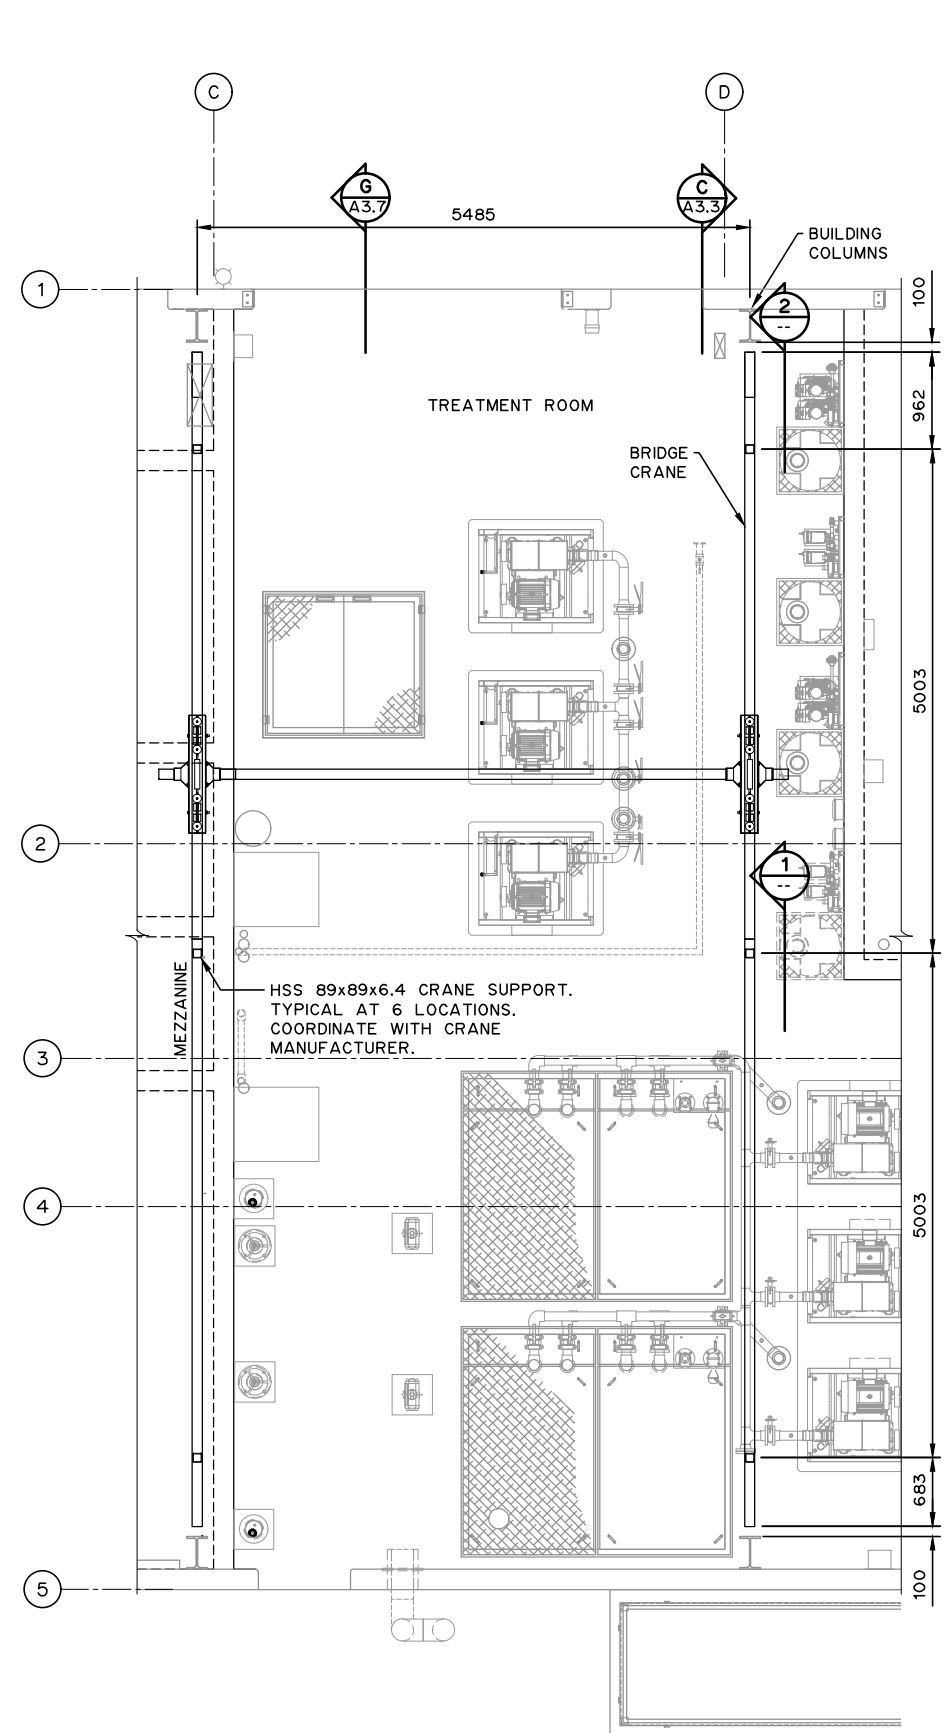 C
D
G
A3.7
C
A3.3
5485
BUILDING
COLUMNS
1
100
2
--
962
TREATMENT ROOM
BRIDGE
CRANE
5003
2
1
--
MEZZANINE
HSS 89x89x6.4 CRANE SUPPORT.
TYPICAL AT 6 LOCATIONS.
COORDINATE WITH CRANE
MANUFACTURER.
3
4
5003
683
5
100